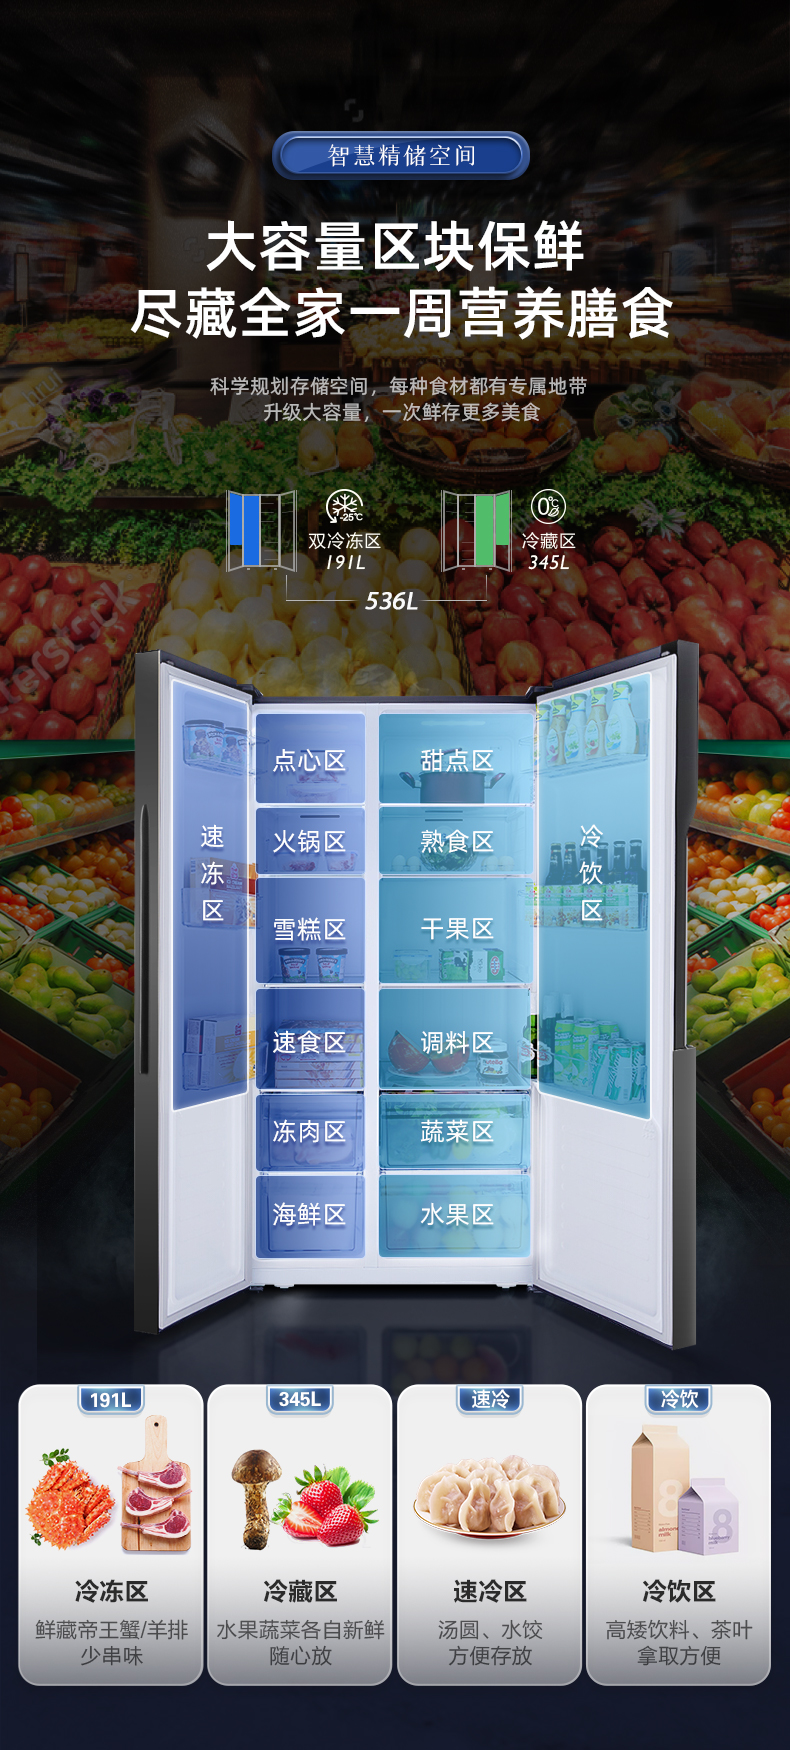 智慧精储空间
大容量区块保鲜
尽藏全家一周营养膳食
科学规划存储空间，每种食材都有专属地带
升级大容量，一次鲜存更多美食
-25℃
双冷冻区
191L
0℃
冷藏区
345L
536L
点心区
甜点区
速冻区
火锅区
熟食区
冷饮区
雪糕区
干果区
速食区
调料区
冻肉区
蔬菜区
海鲜区
水果区
191L
冷冻区
鲜藏帝王蟹/羊排
少串味
345L
冷藏区
水果蔬菜各自新鲜
随心放
速冷
速冷区
汤圆、水饺
方便存放
冷饮
8
almond
milk
8
冷饮区
高矮饮料、茶叶
拿取方便